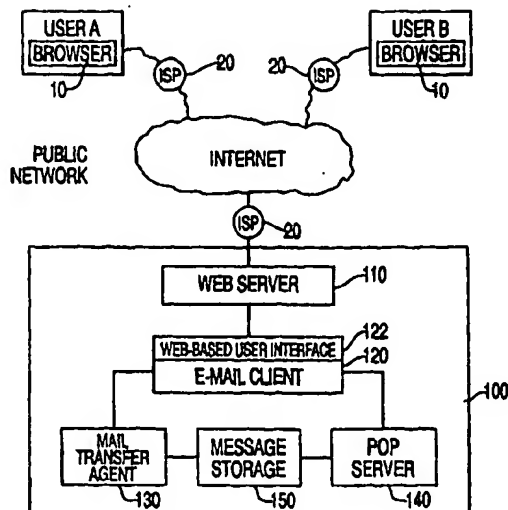 USER A
BROWSER
10
ISP
20
USER B
BROWSER
10
20
ISP
PUBLIC
NETWORK
INTERNET
ISP
20
WEB SERVER
110
WEB-BASED USER INTERFACE
122
E-MAIL CLIENT
120
100
MAIL
TRANSFER
AGENT
130
MESSAGE
STORAGE
150
POP
SERVER
140